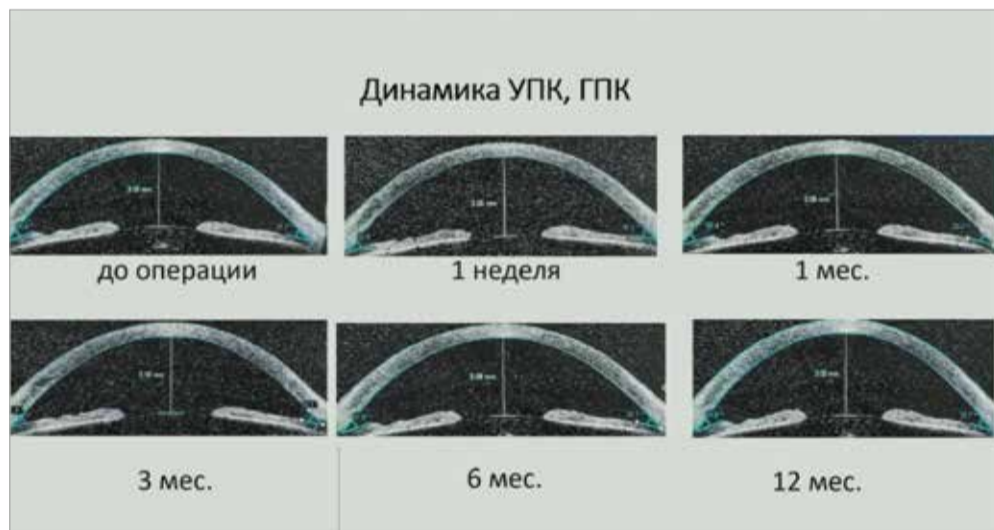 Динамика УПК, ГПК
до операции
1 неделя
1 мес.
3 мес.
6 мес.
12 мес.